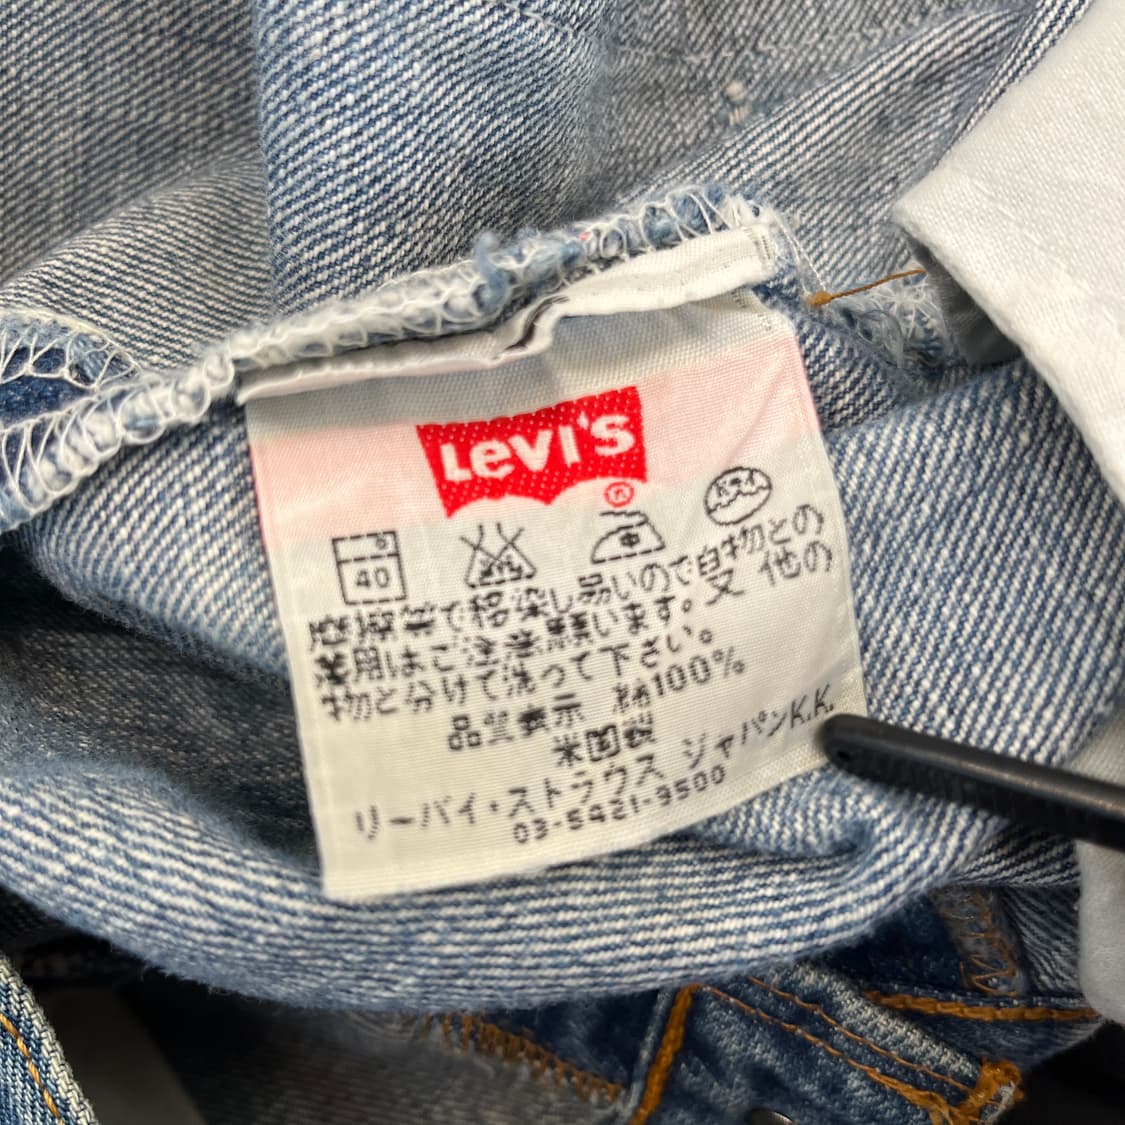 Levi's
®
40
中
摩擦等で移染し易いので白物との
着用はご注意願います。又 他の
物と分けて洗って下さい。
品質表示 綿100%
米国製
リーバイ・ストラウス ジャパンK.K.
03-5421-9500